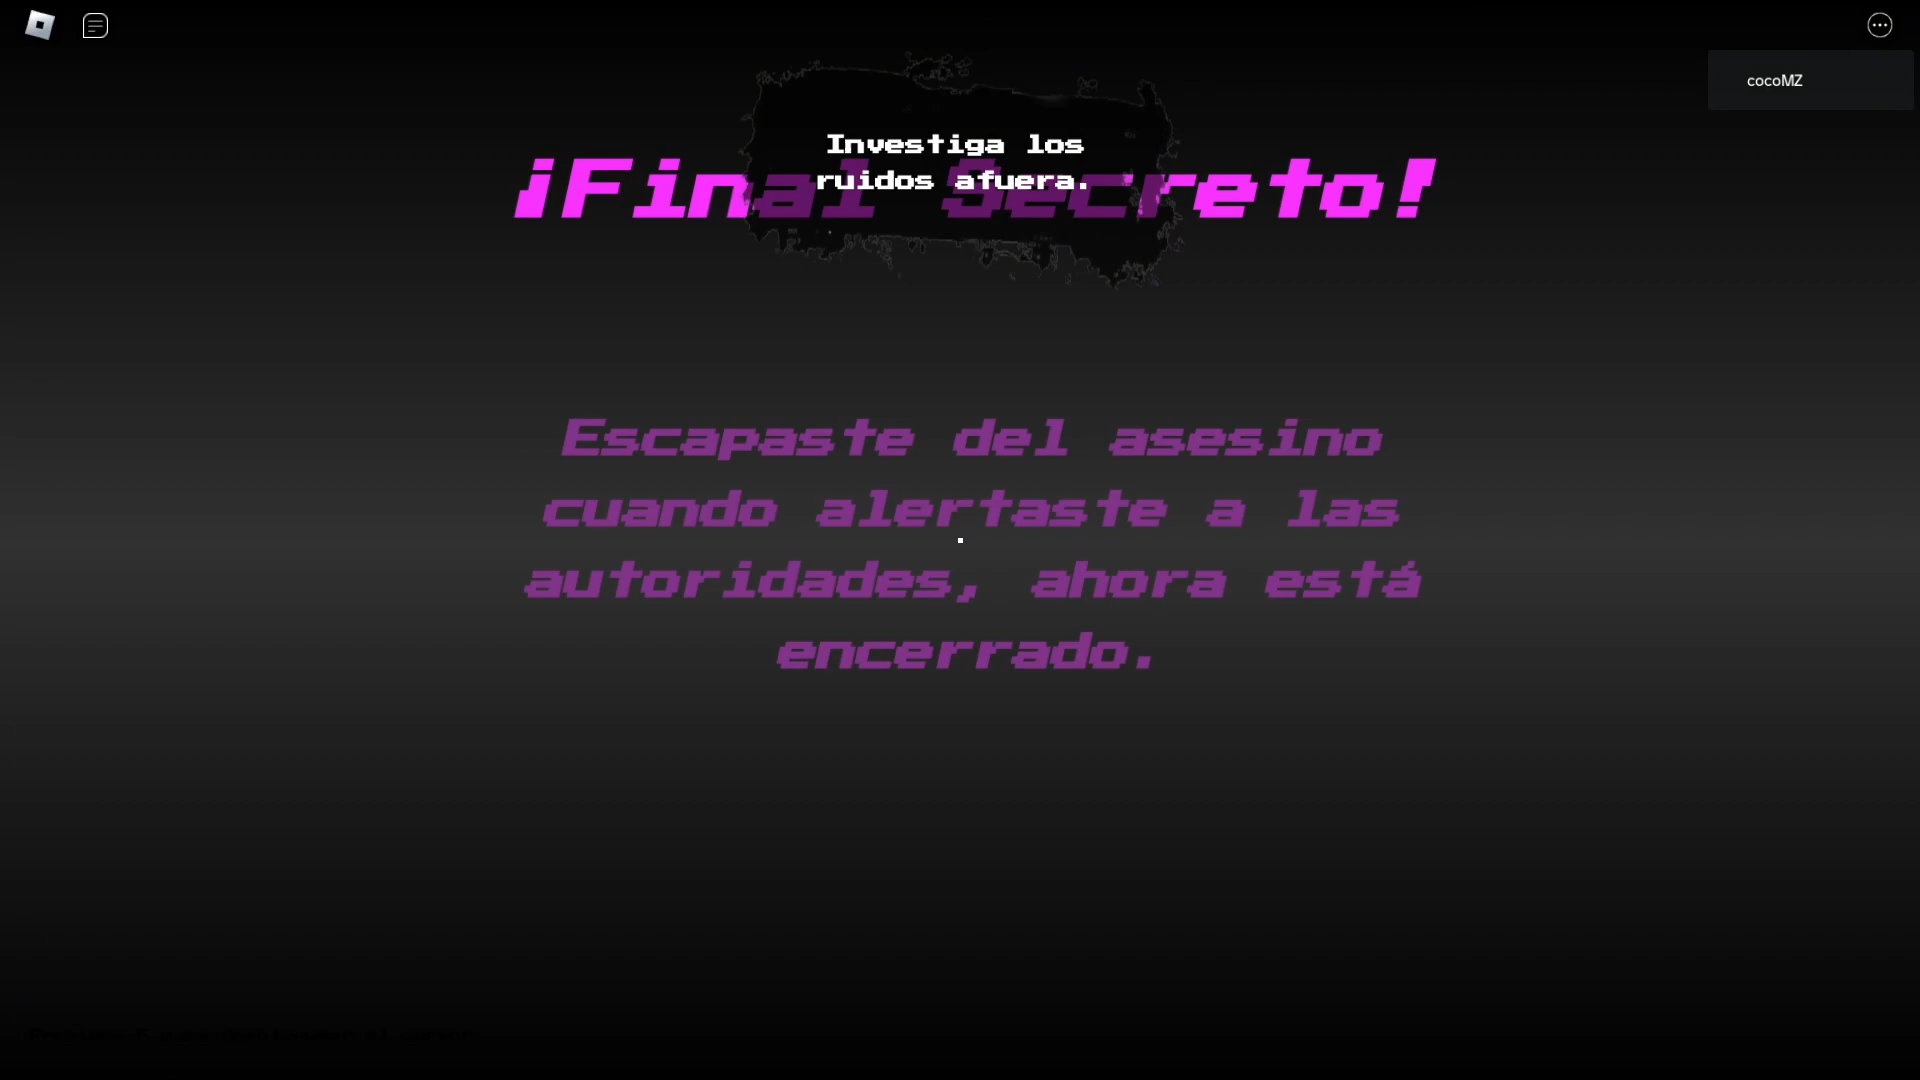 cocoMZ
Investiga los
ruidos afuera.
¡Final Secreto!
Escapaste del asesino
cuando alertaste a las
autoridades, ahora está
encerrado.